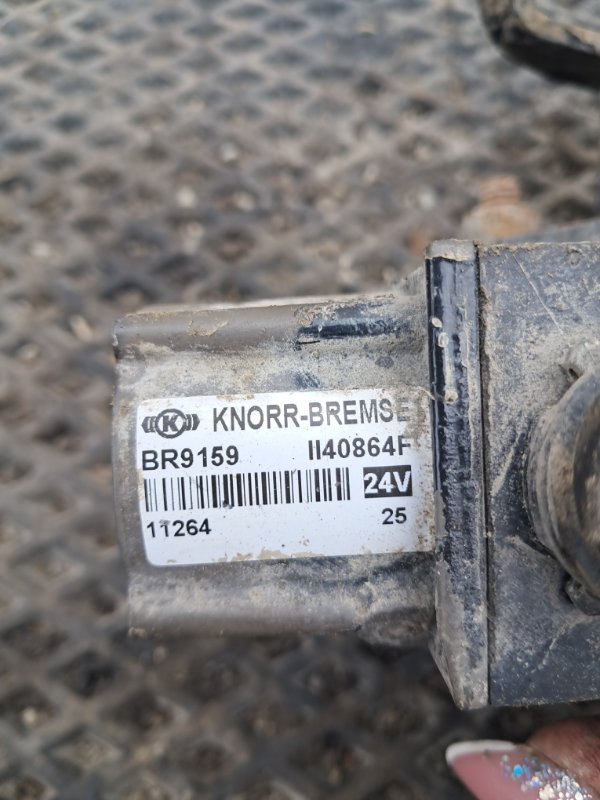 K KNORR-BREMSE
BR9159 II40864F
24V
11264 25